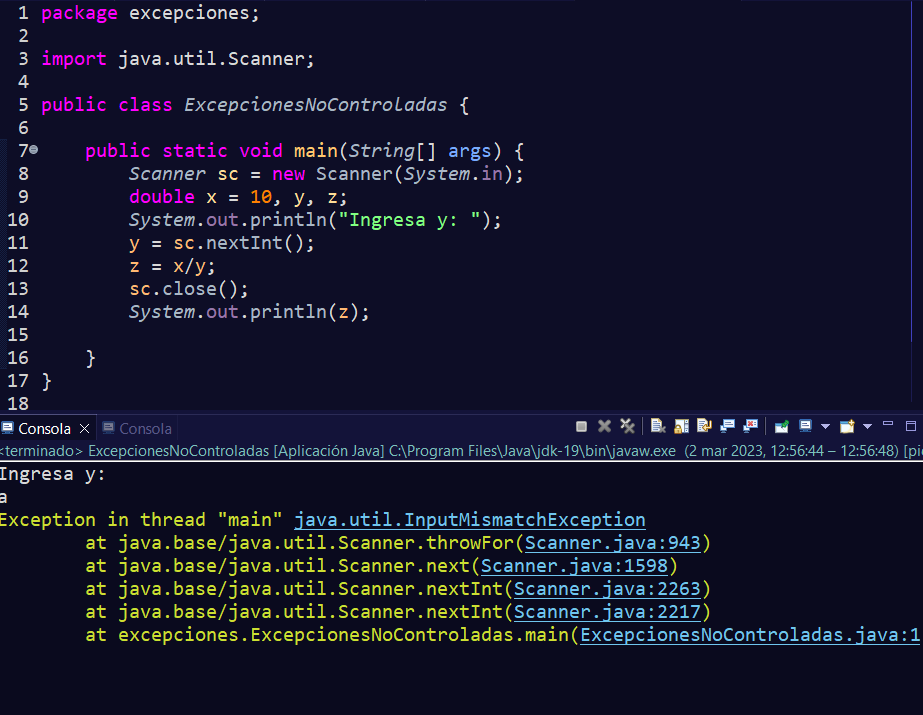 1 package excepciones;
2
3 import java.util.Scanner;
4
5 public class ExcepcionesNoControladas {
6
7 public static void main(String[] args) {
8 Scanner sc = new Scanner(System.in);
9 double x = 10, y, z;
10 System.out.println("Ingresa y: ");
11 y = sc.nextInt();
12 z = x/y;
13 sc.close();
14 System.out.println(z);
15
16 }
17 }
18
Consola Consola
<terminado> ExcepcionesNoControladas [Aplicación Java] C:\Program Files\Java\jdk-19\bin\javaw.exe (2 mar 2023, 12:56:44 – 12:56:48) [pi
Ingresa y:
a
Exception in thread "main" java.util.InputMismatchException
at java.base/java.util.Scanner.throwFor(Scanner.java:943)
at java.base/java.util.Scanner.next(Scanner.java:1598)
at java.base/java.util.Scanner.nextInt(Scanner.java:2263)
at java.base/java.util.Scanner.nextInt(Scanner.java:2217)
at excepciones.ExcepcionesNoControladas.main(ExcepcionesNoControladas.java:1